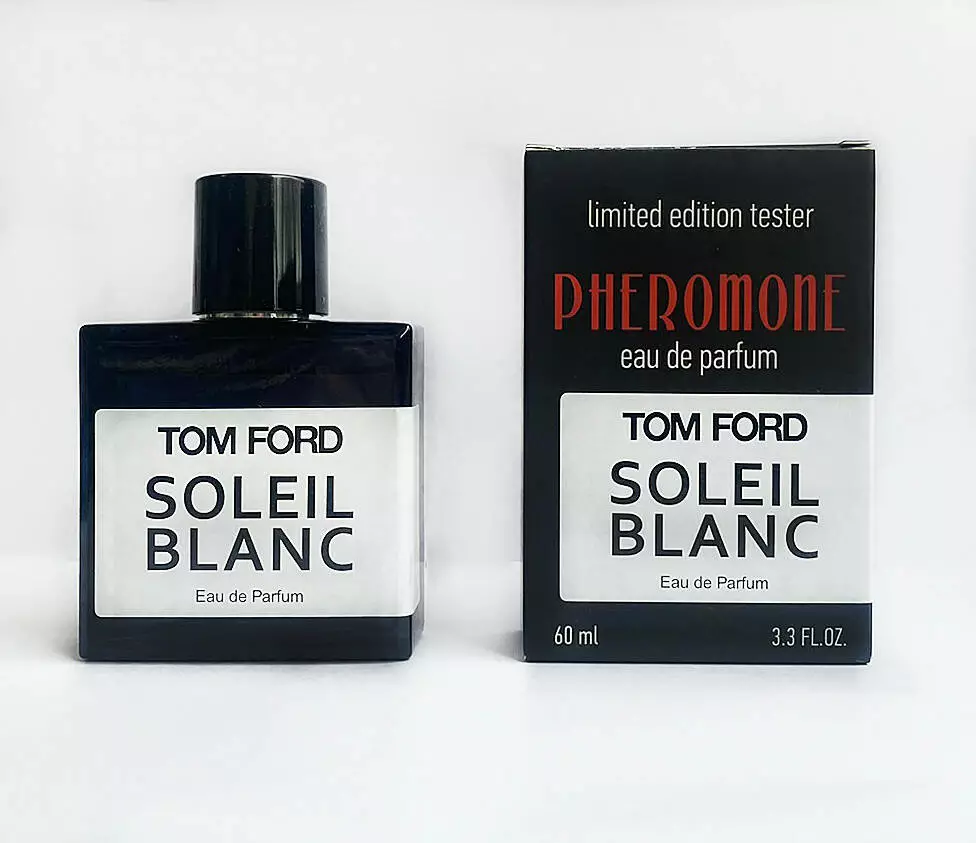 TOM FORD
SOLEIL
BLANC
Eau de Parfum
limited edition tester
PHEROMONE
eau de parfum
TOM FORD
SOLEIL
BLANC
Eau de Parfum
60 ml 3.3 FL.OZ.